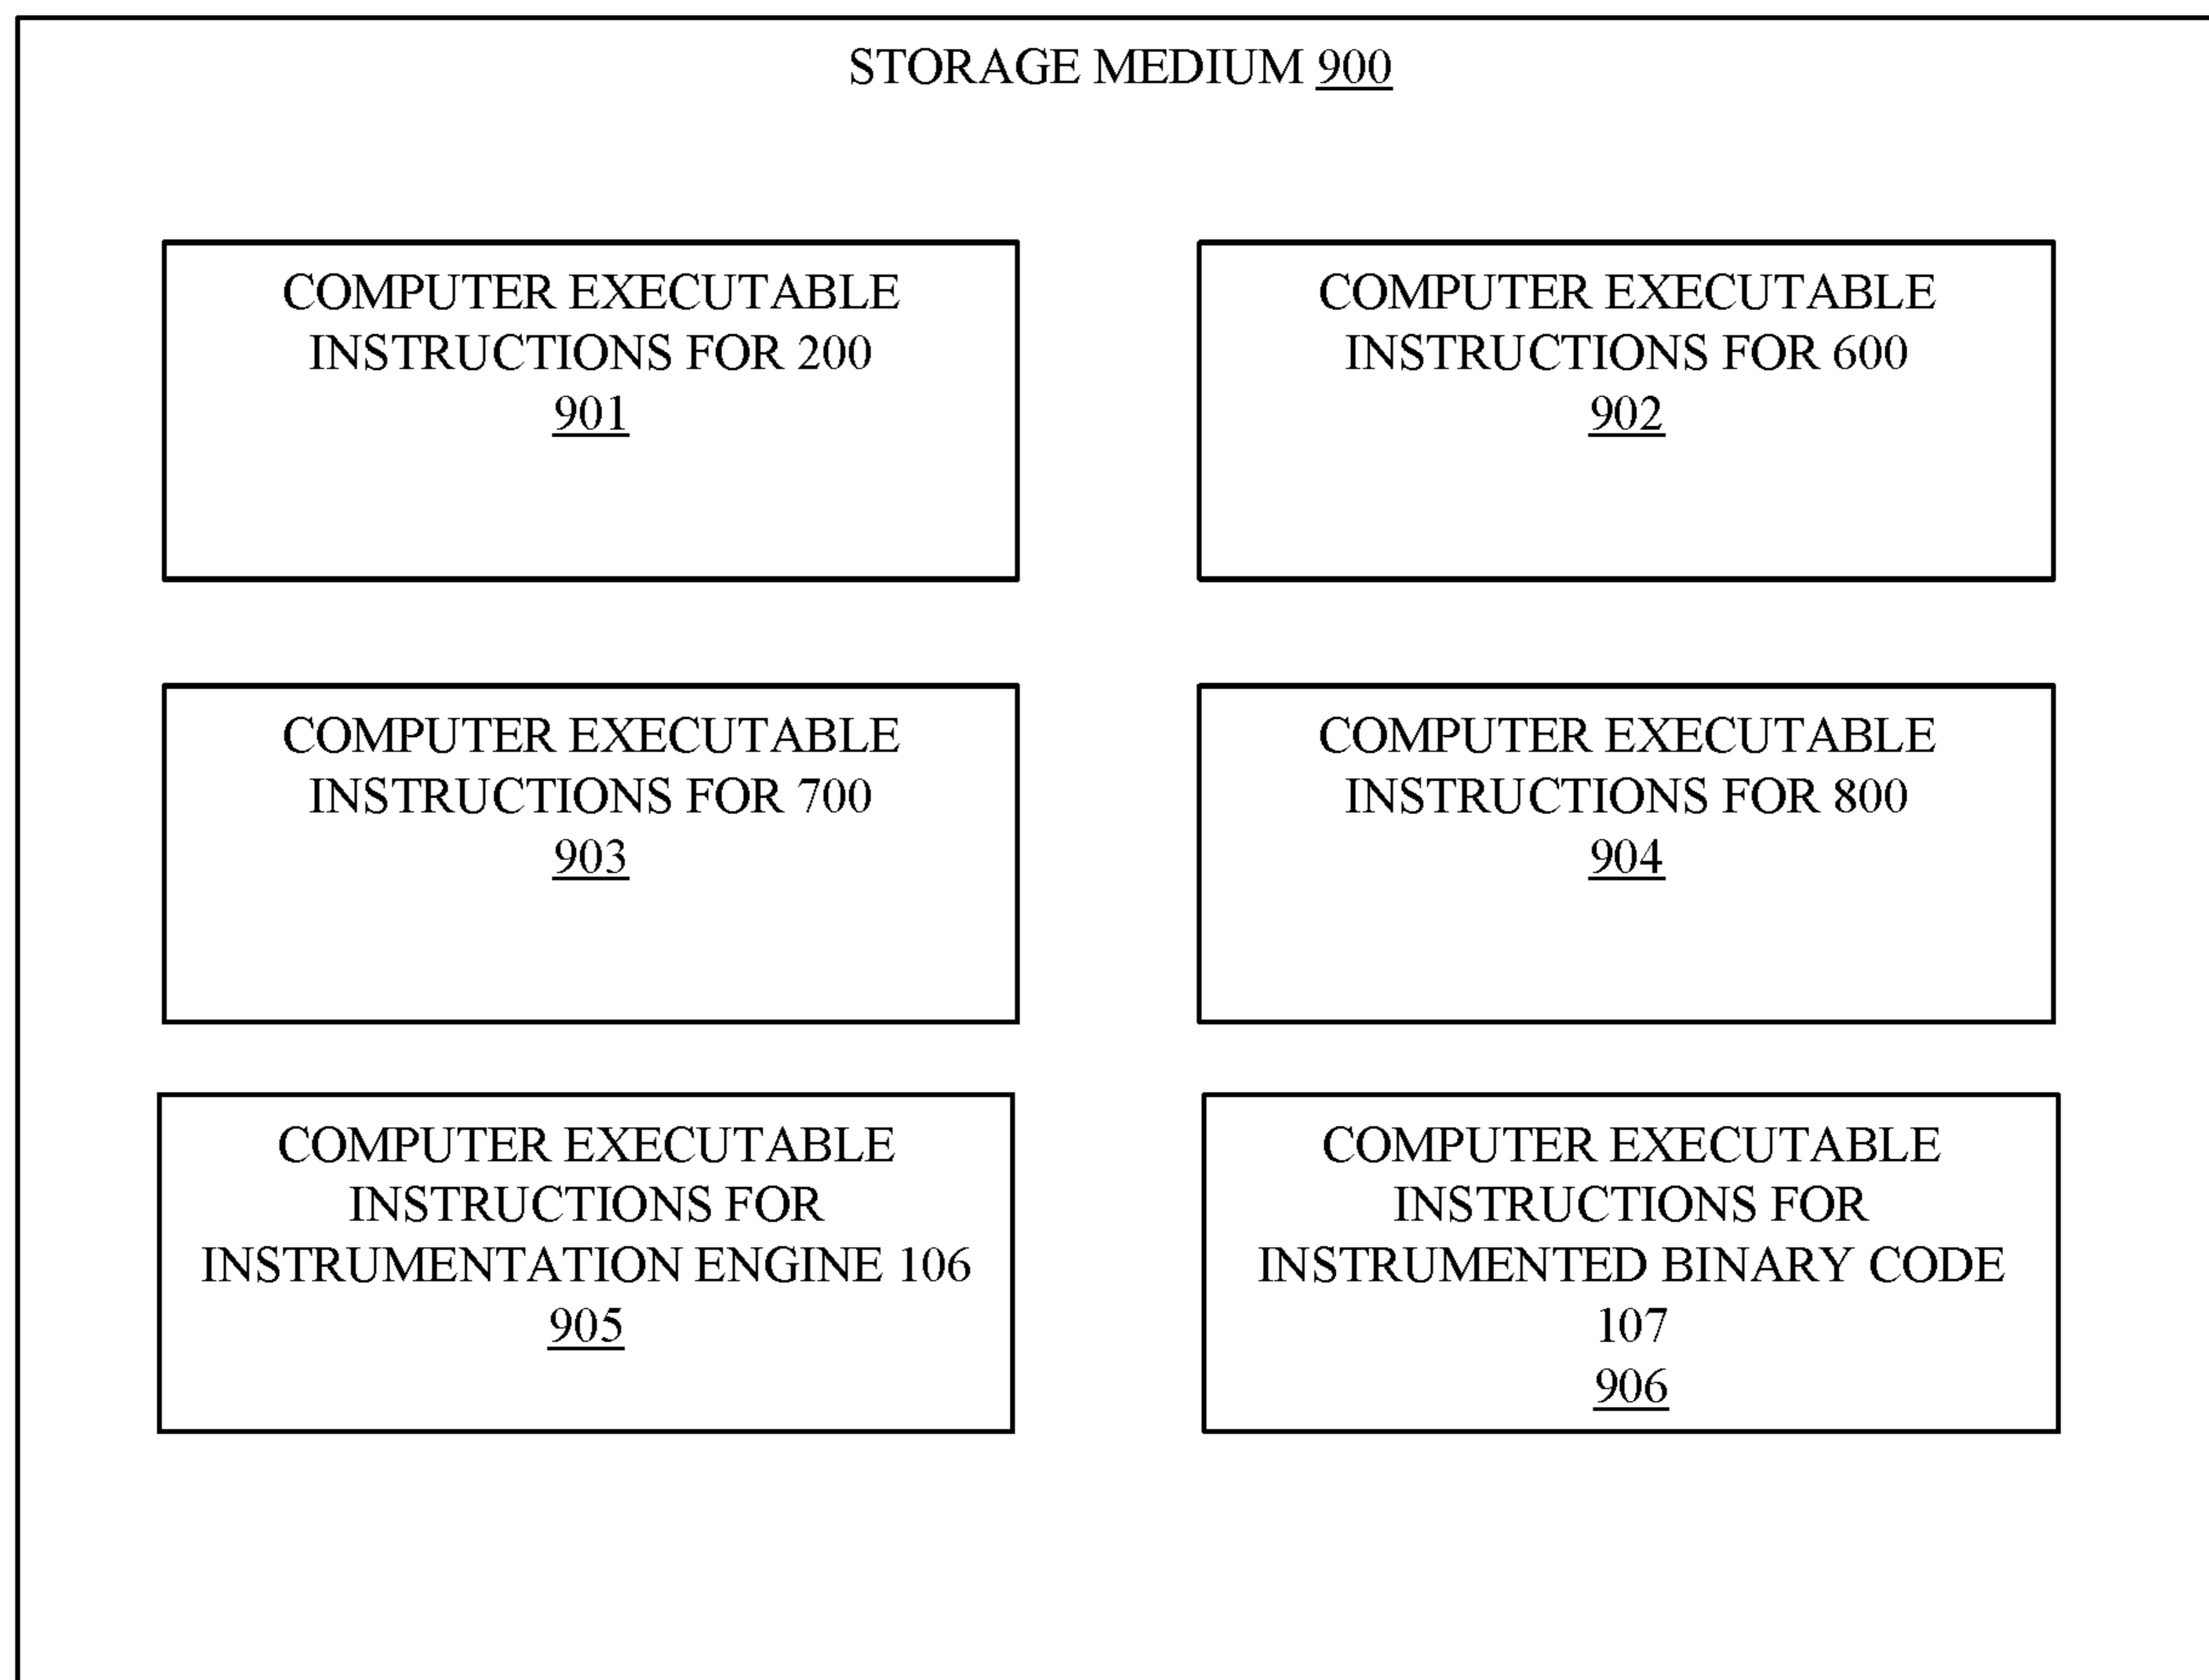 STORAGE MEDIUM 900
COMPUTER EXECUTABLE
INSTRUCTIONS FOR 200
901
COMPUTER EXECUTABLE
INSTRUCTIONS FOR 600
902
COMPUTER EXECUTABLE
INSTRUCTIONS FOR 700
903
COMPUTER EXECUTABLE
INSTRUCTIONS FOR 800
904
COMPUTER EXECUTABLE
INSTRUCTIONS FOR
INSTRUMENTATION ENGINE 106
905
COMPUTER EXECUTABLE
INSTRUCTIONS FOR
INSTRUMENTED BINARY CODE
107
906